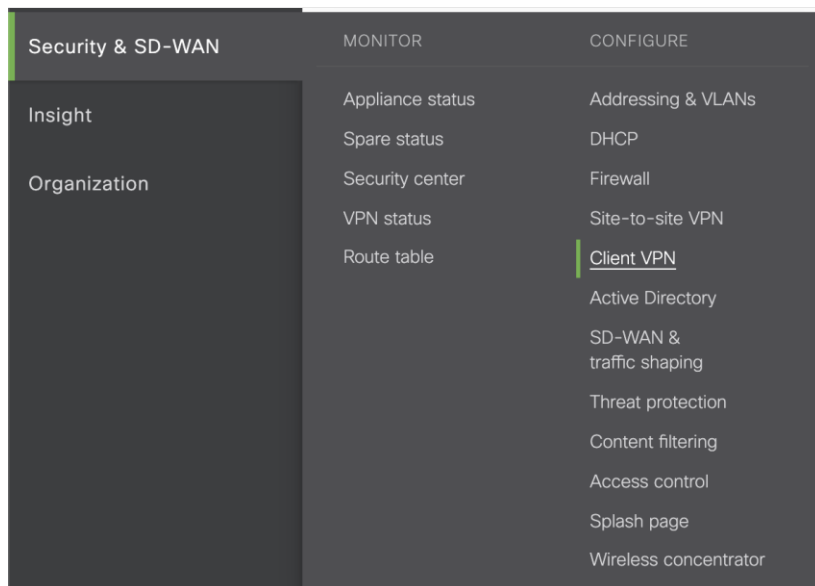 Security & SD-WAN
Insight
Organization
MONITOR
Appliance status
Spare status
Security center
VPN status
Route table
CONFIGURE
Addressing & VLANs
DHCP
Firewall
Site-to-site VPN
Client VPN
Active Directory
SD-WAN &
traffic shaping
Threat protection
Content filtering
Access control
Splash page
Wireless concentrator